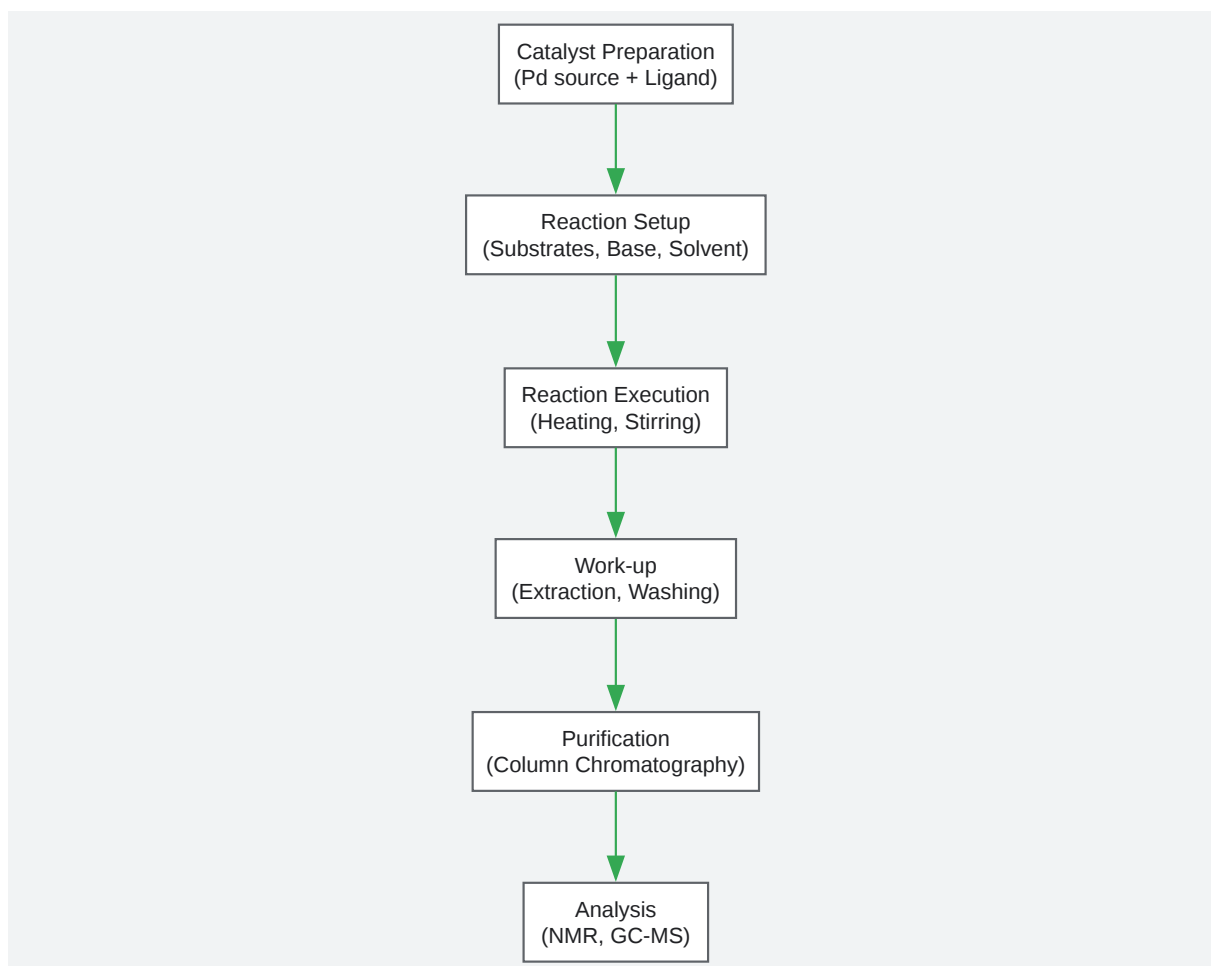 Catalyst Preparation
(Pd source + Ligand)
Reaction Setup
(Substrates, Base, Solvent)
Reaction Execution
(Heating, Stirring)
Work-up
(Extraction, Washing)
Purification
(Column Chromatography)
Analysis
(NMR, GC-MS)